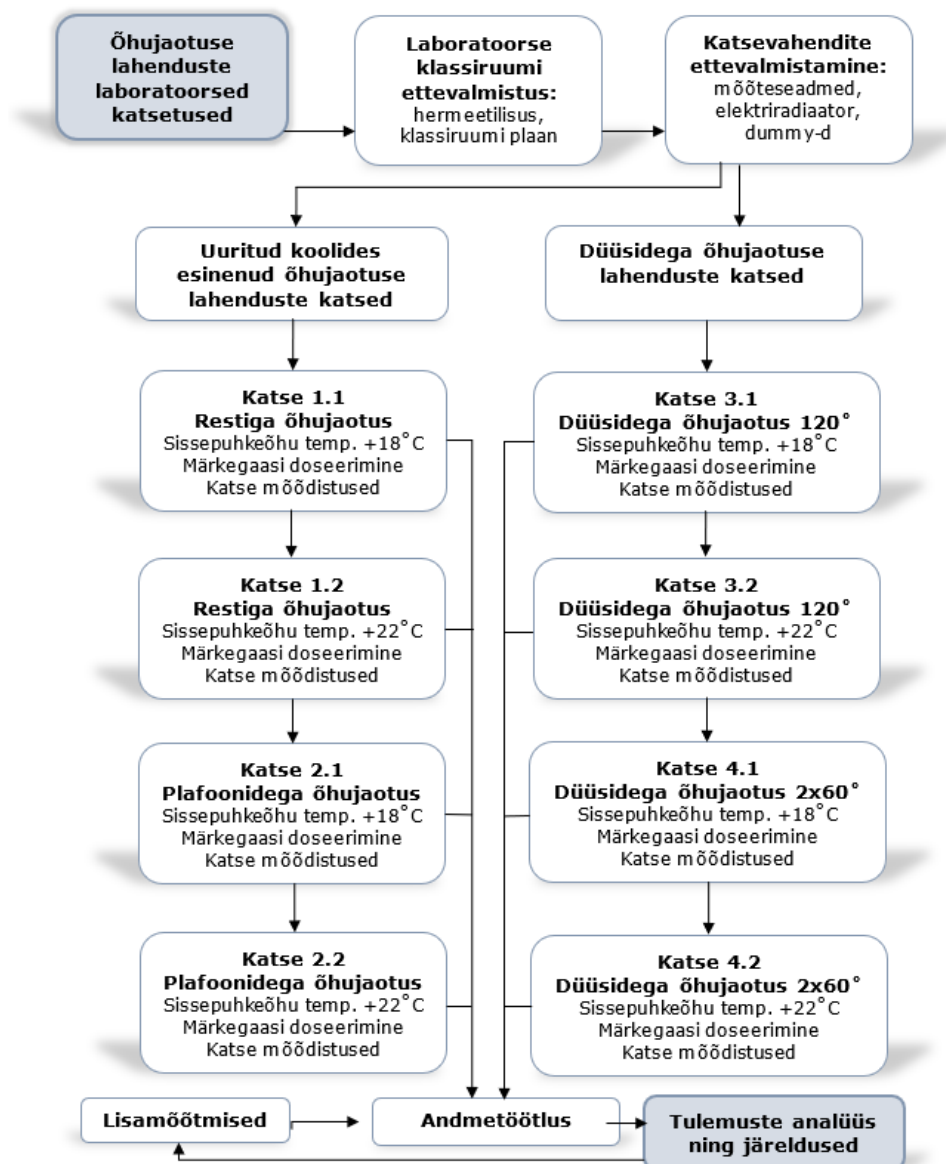 Õhujaotuse
lahenduste
laboratoorsed
katsetused
Laboratoorse
klassiruumi
ettevalmistus:
hermeetilisus,
klassiruumi plaan
Katsevahendite
ettevalmistamine:
mõõteseadmed,
elektriradiaator,
dummy-d
Uuritud koolides
esinenud õhujaotuse
lahenduste katsed
Düüsidega õhujaotuse
lahenduste katsed
Katse 1.1
Restiga õhujaotus
Sissepuhkeõhu temp. +18˚C
Märkegaasi doseerimine
Katse mõõdistused
Katse 3.1
Düüsidega õhujaotus 120˚
Sissepuhkeõhu temp. +18˚C
Märkegaasi doseerimine
Katse mõõdistused
Katse 1.2
Restiga õhujaotus
Sissepuhkeõhu temp. +22˚C
Märkegaasi doseerimine
Katse mõõdistused
Katse 3.2
Düüsidega õhujaotus 120˚
Sissepuhkeõhu temp. +22˚C
Märkegaasi doseerimine
Katse mõõdistused
Katse 2.1
Plafoonidega õhujaotus
Sissepuhkeõhu temp. +18˚C
Märkegaasi doseerimine
Katse mõõdistused
Katse 4.1
Düüsidega õhujaotus 2x60˚
Sissepuhkeõhu temp. +18˚C
Märkegaasi doseerimine
Katse mõõdistused
Katse 2.2
Plafoonidega õhujaotus
Sissepuhkeõhu temp. +22˚C
Märkegaasi doseerimine
Katse mõõdistused
Katse 4.2
Düüsidega õhujaotus 2x60˚
Sissepuhkeõhu temp. +22˚C
Märkegaasi doseerimine
Katse mõõdistused
Lisamõõtmised
Andmetöötlus
Tulemuste analüüs
ning järeldused